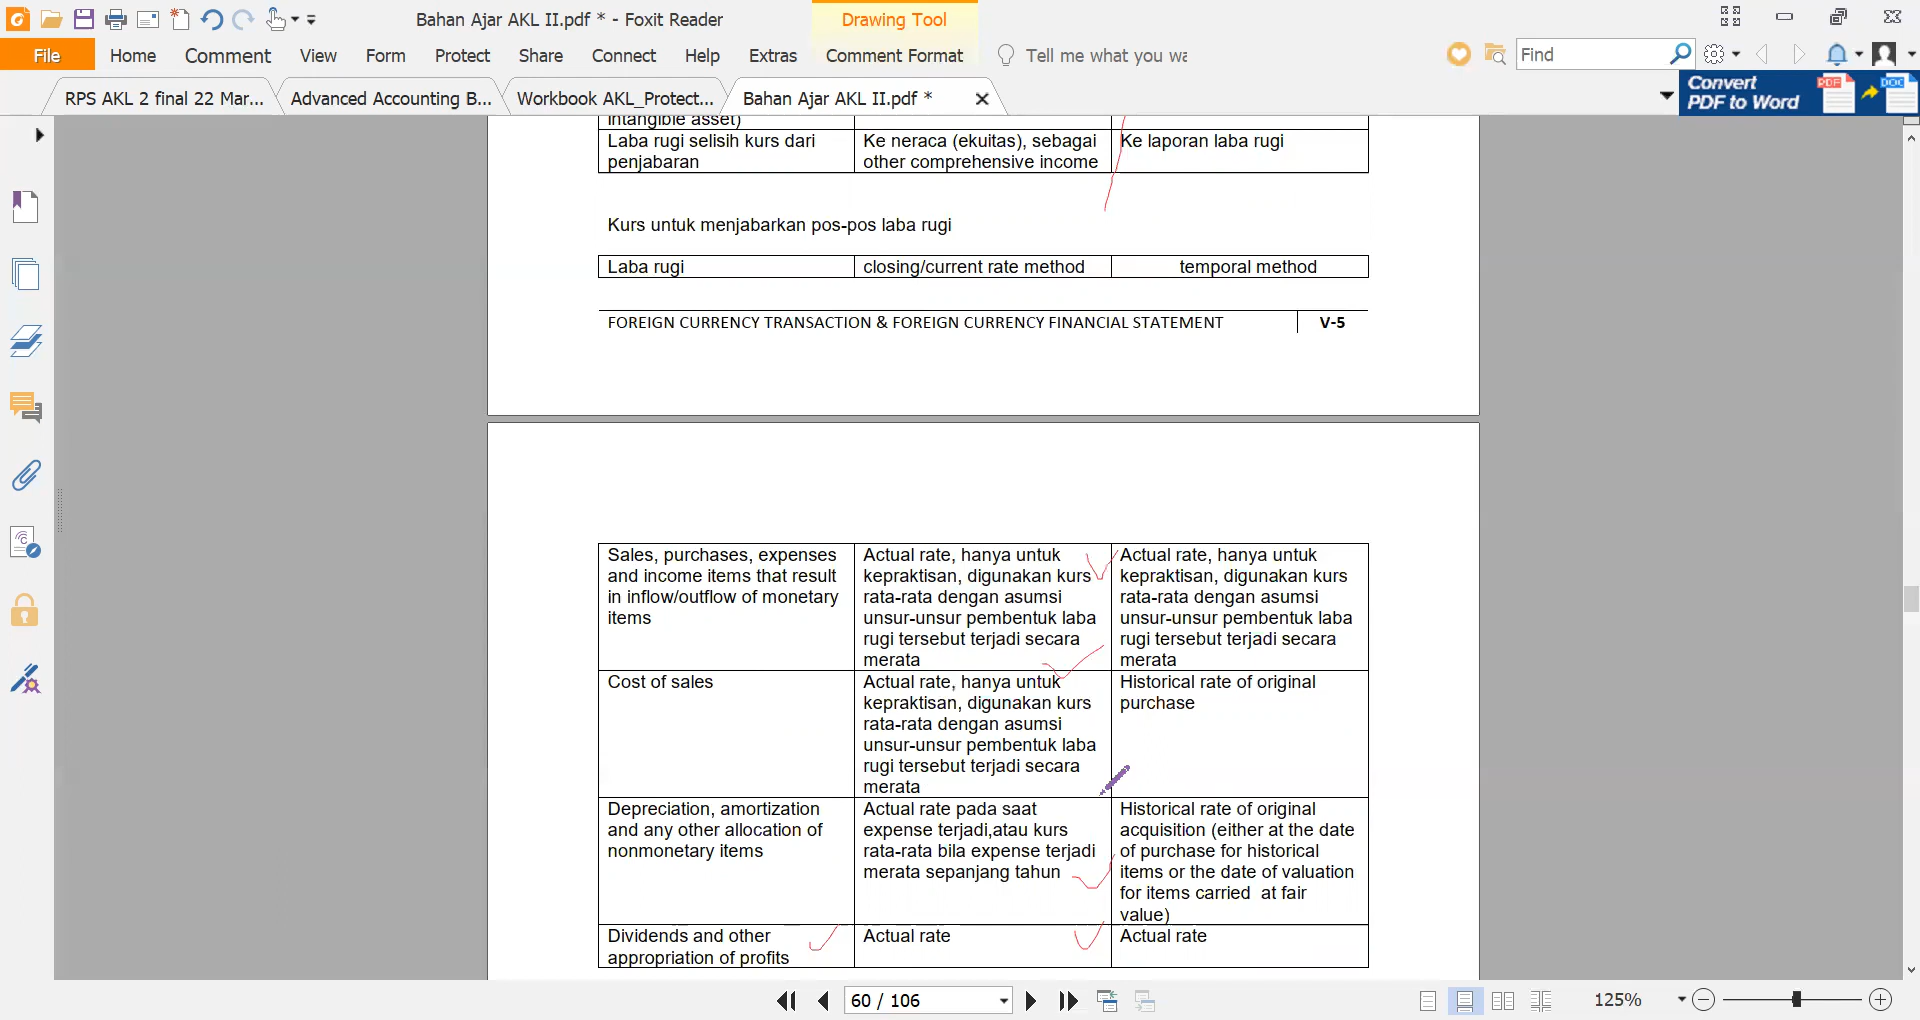 Bahan Ajar AKL II.pdf * - Foxit Reader
Drawing Tool
File
Home
Comment
View
Form
Protect
Share
Connect
Help
Extras
Comment Format
Tell me what you wa
Find
RPS AKL 2 final 22 Mar...
Advanced Accounting B...
Workbook AKL_Protect...
Bahan Ajar AKL II.pdf *
Convert
PDF to Word
PDF
DOC
intangible asset)
Laba rugi selisih kurs dari
penjabaran
Ke neraca (ekuitas), sebagai
other comprehensive income
Ke laporan laba rugi
Kurs untuk menjabarkan pos-pos laba rugi
Laba rugi
closing/current rate method
temporal method
FOREIGN CURRENCY TRANSACTION & FOREIGN CURRENCY FINANCIAL STATEMENT
V-5
Sales, purchases, expenses
and income items that result
in inflow/outflow of monetary
items
Actual rate, hanya untuk
kepraktisan, digunakan kurs
rata-rata dengan asumsi
unsur-unsur pembentuk laba
rugi tersebut terjadi secara
merata
Actual rate, hanya untuk
kepraktisan, digunakan kurs
rata-rata dengan asumsi
unsur-unsur pembentuk laba
rugi tersebut terjadi secara
merata
Cost of sales
Actual rate, hanya untuk
kepraktisan, digunakan kurs
rata-rata dengan asumsi
unsur-unsur pembentuk laba
rugi tersebut terjadi secara
merata
Historical rate of original
purchase
Depreciation, amortization
and any other allocation of
nonmonetary items
Actual rate pada saat
expense terjadi,atau kurs
rata-rata bila expense terjadi
merata sepanjang tahun
Historical rate of original
acquisition (either at the date
of purchase for historical
items or the date of valuation
for items carried  at fair
value)
Dividends and other
appropriation of profits
Actual rate
Actual rate
60 / 106
125%